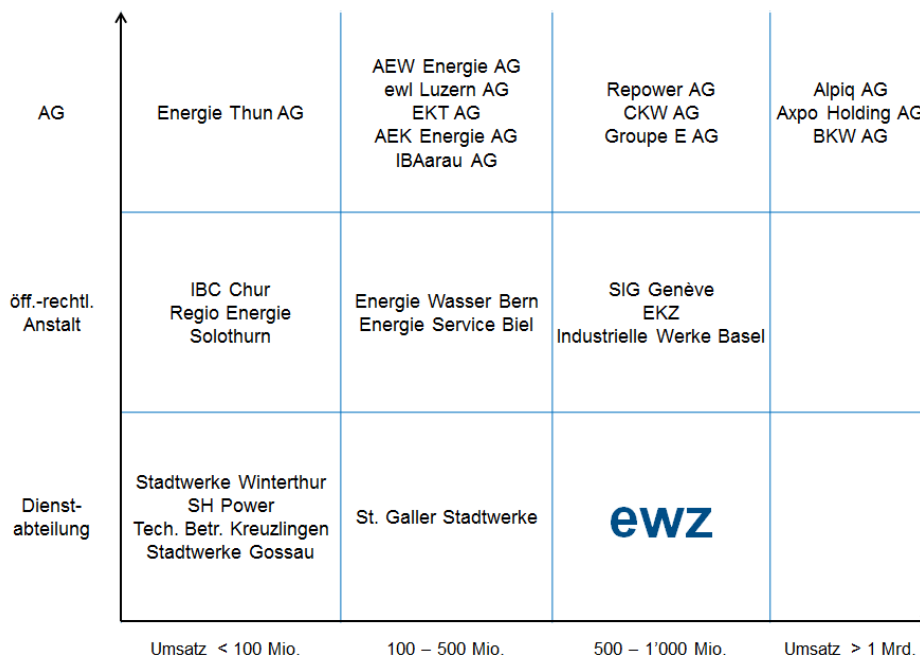 AG
Energie Thun AG
AEW Energie AG
ewl Luzern AG
EKT AG
AEK Energie AG
IBAarau AG
Repower AG
CKW AG
Groupe E AG
Alpiq AG
Axpo Holding AG
BKW AG
öff.-rechtl.
Anstalt
IBC Chur
Regio Energie
Solothurn
Energie Wasser Bern
Energie Service Biel
SIG Genève
EKZ
Industrielle Werke Basel
Dienst-
abteilung
Stadtwerke Winterthur
SH Power
Tech. Betr. Kreuzlingen
Stadtwerke Gossau
St. Galler Stadtwerke
ewz
Umsatz < 100 Mio.
100 – 500 Mio.
500 – 1'000 Mio.
Umsatz > 1 Mrd.